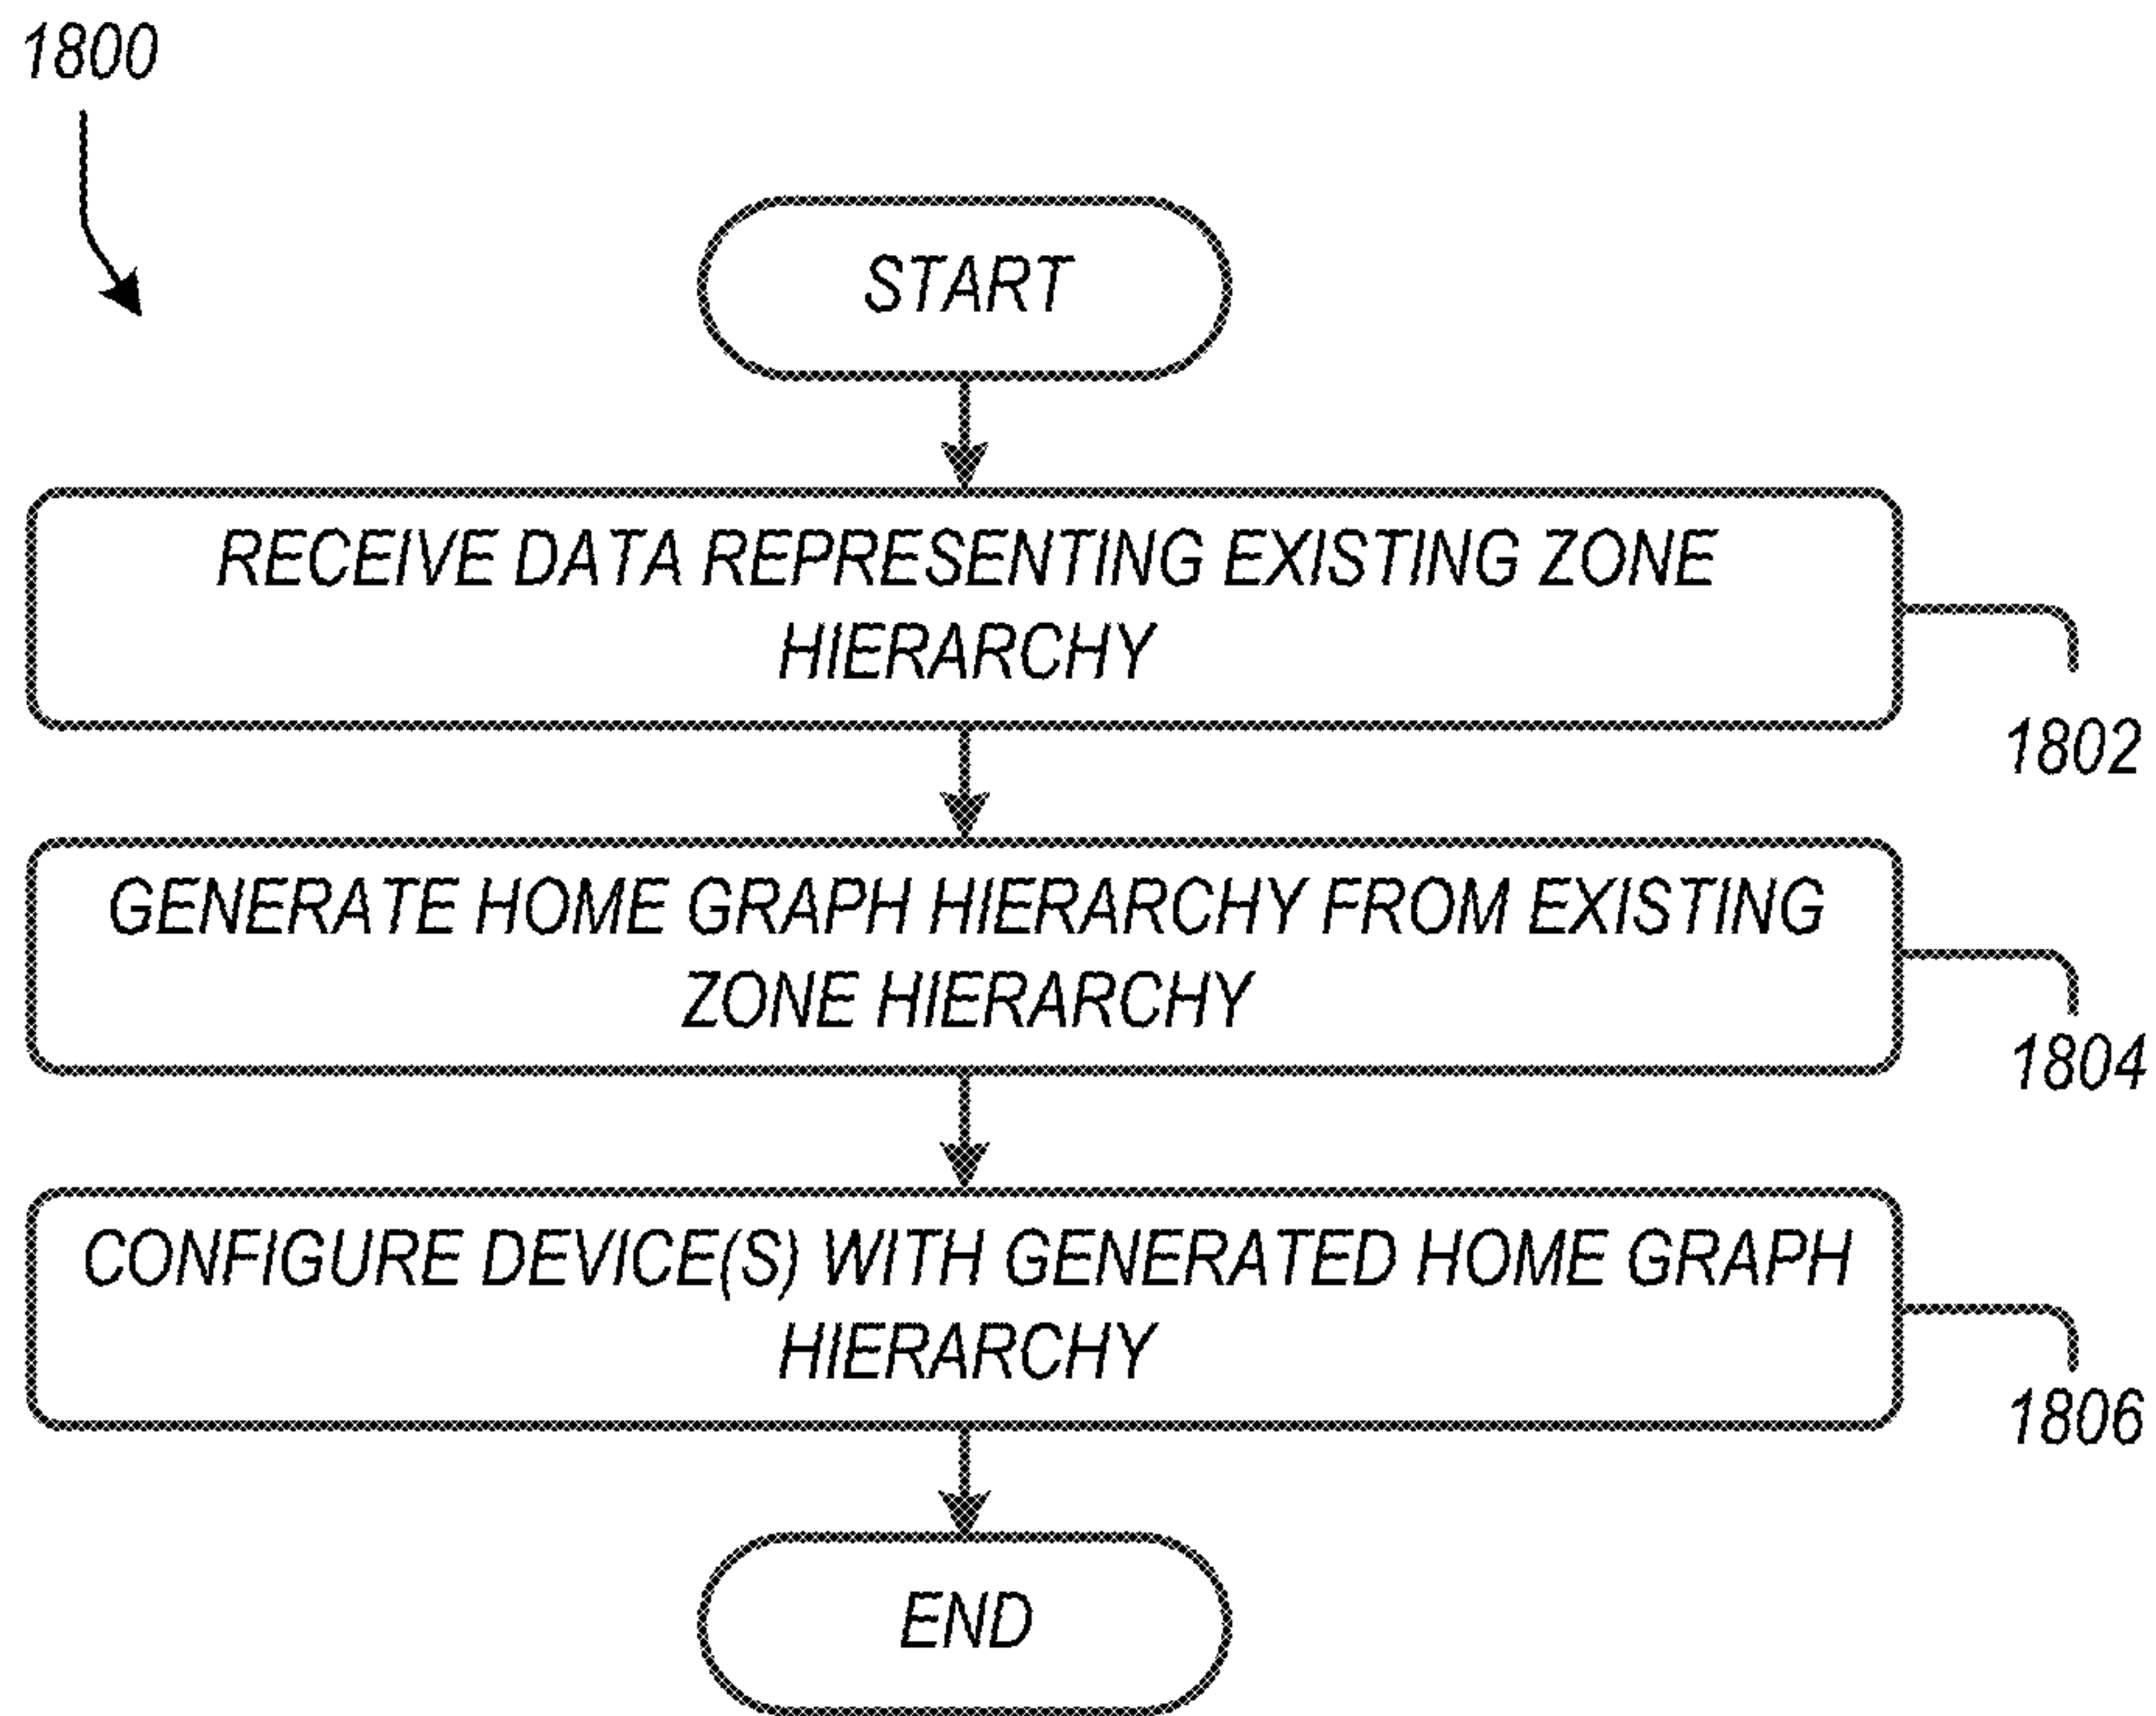 1800
START
RECEIVE DATA REPRESENTING EXISTING ZONE
HIERARCHY
1802
GENERATE HOME GRAPH HIERARCHY FROM EXISTING
ZONE HIERARCHY
1804
CONFIGURE DEVICE(S) WITH GENERATED HOME GRAPH
HIERARCHY
1806
END